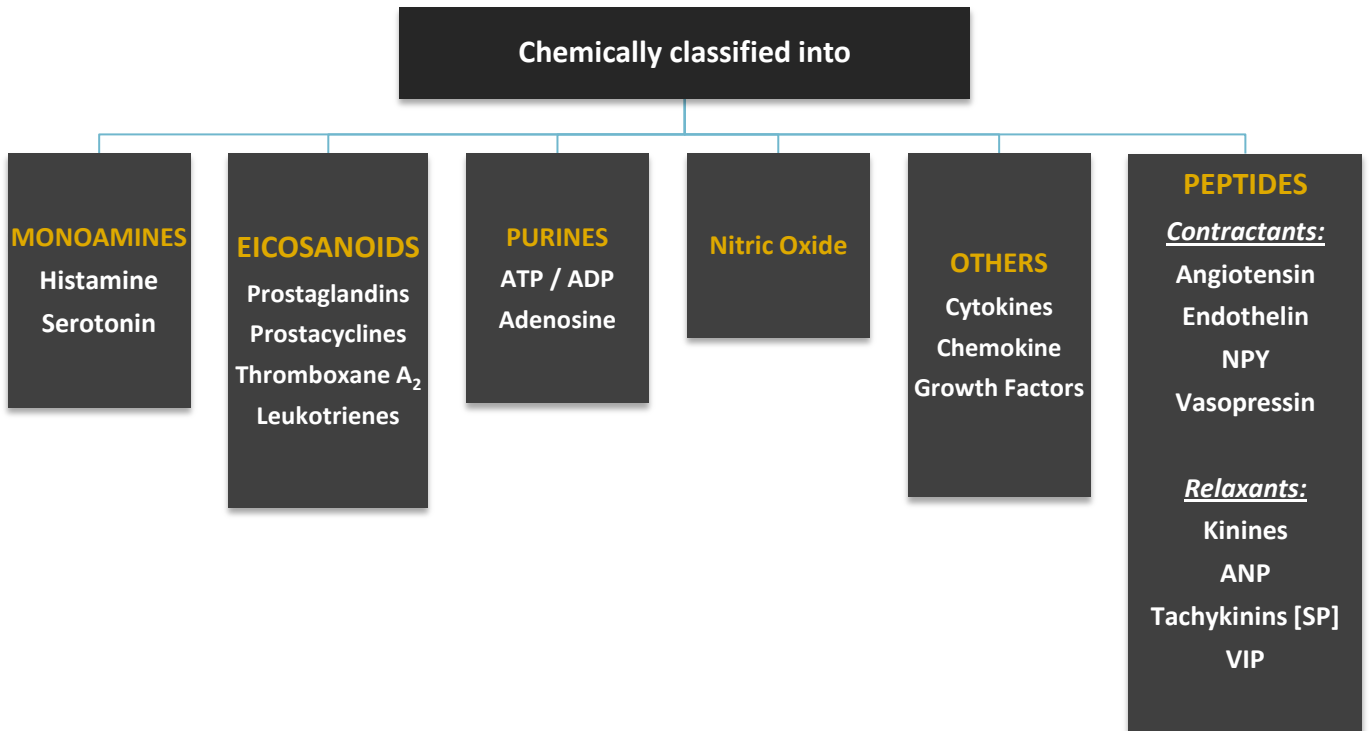 Chemically classified into
MONOAMINES
Histamine
Serotonin
EICOSANOIDS
Prostaglandins
Prostacyclines
Thromboxane A₂
Leukotrienes
PURINES
ATP / ADP
Adenosine
Nitric Oxide
OTHERS
Cytokines
Chemokine
Growth Factors
PEPTIDES
Contractants:
Angiotensin
Endothelin
NPY
Vasopressin
Relaxants:
Kinines
ANP
Tachykinins [SP]
VIP